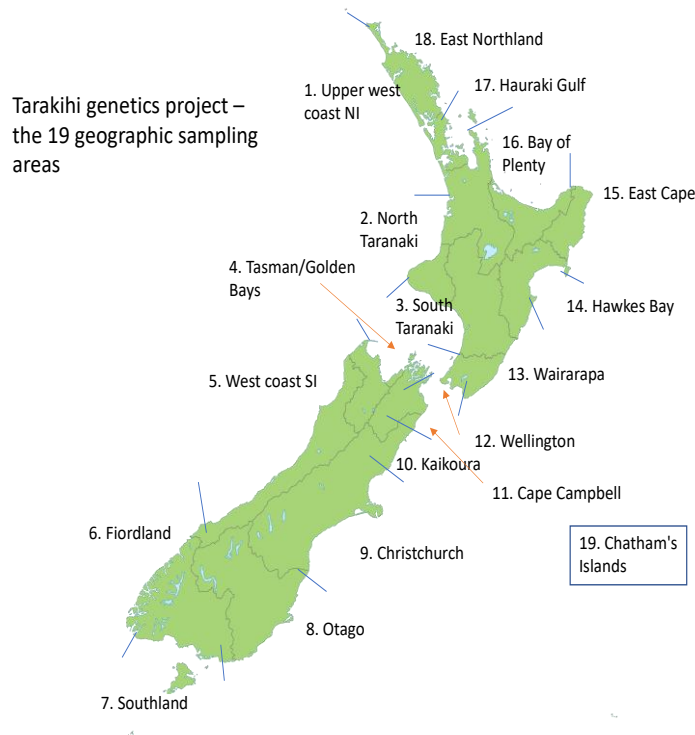 Tarakihi genetics project –
the 19 geographic sampling
areas
18. East Northland
1. Upper west
coast NI
17. Hauraki Gulf
16. Bay of
Plenty
15. East Cape
2. North
Taranaki
4. Tasman/Golden
Bays
3. South
Taranaki
14. Hawkes Bay
5. West coast SI
13. Wairarapa
12. Wellington
10. Kaikoura
11. Cape Campbell
6. Fiordland
9. Christchurch
19. Chatham's
Islands
8. Otago
7. Southland